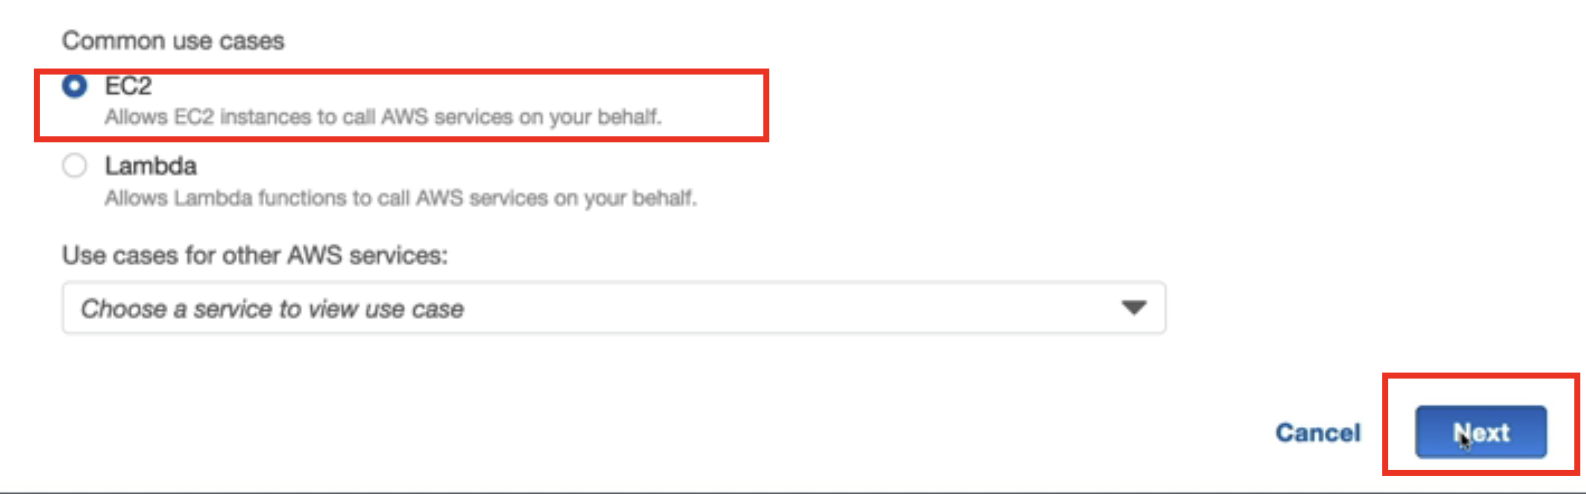 Common use cases
EC2
Allows EC2 instances to call AWS services on your behalf.
Lambda
Allows Lambda functions to call AWS services on your behalf.
Use cases for other AWS services:
Choose a service to view use case
Cancel
Next